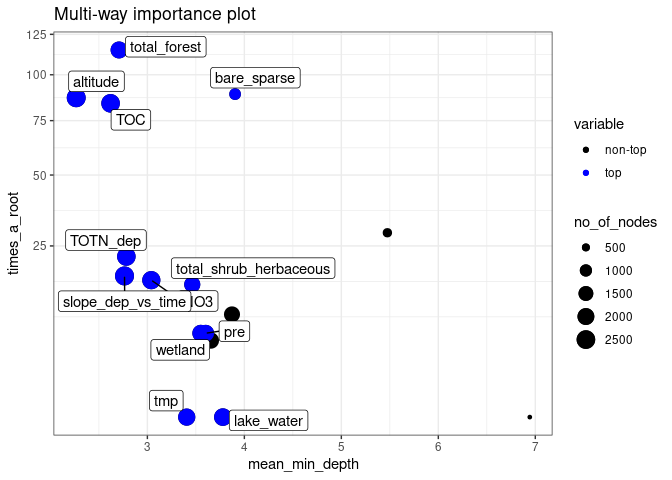 Multi-way importance plot
125
100
75
50
25
times_a_root
total_forest
altitude
bare_sparse
TOC
TOTN_dep
total_shrub_herbaceous
slope_dep_vs_time
IO3
pre
wetland
tmp
lake_water
3
4
5
6
7
mean_min_depth
variable
non-top
top
no_of_nodes
500
1000
1500
2000
2500